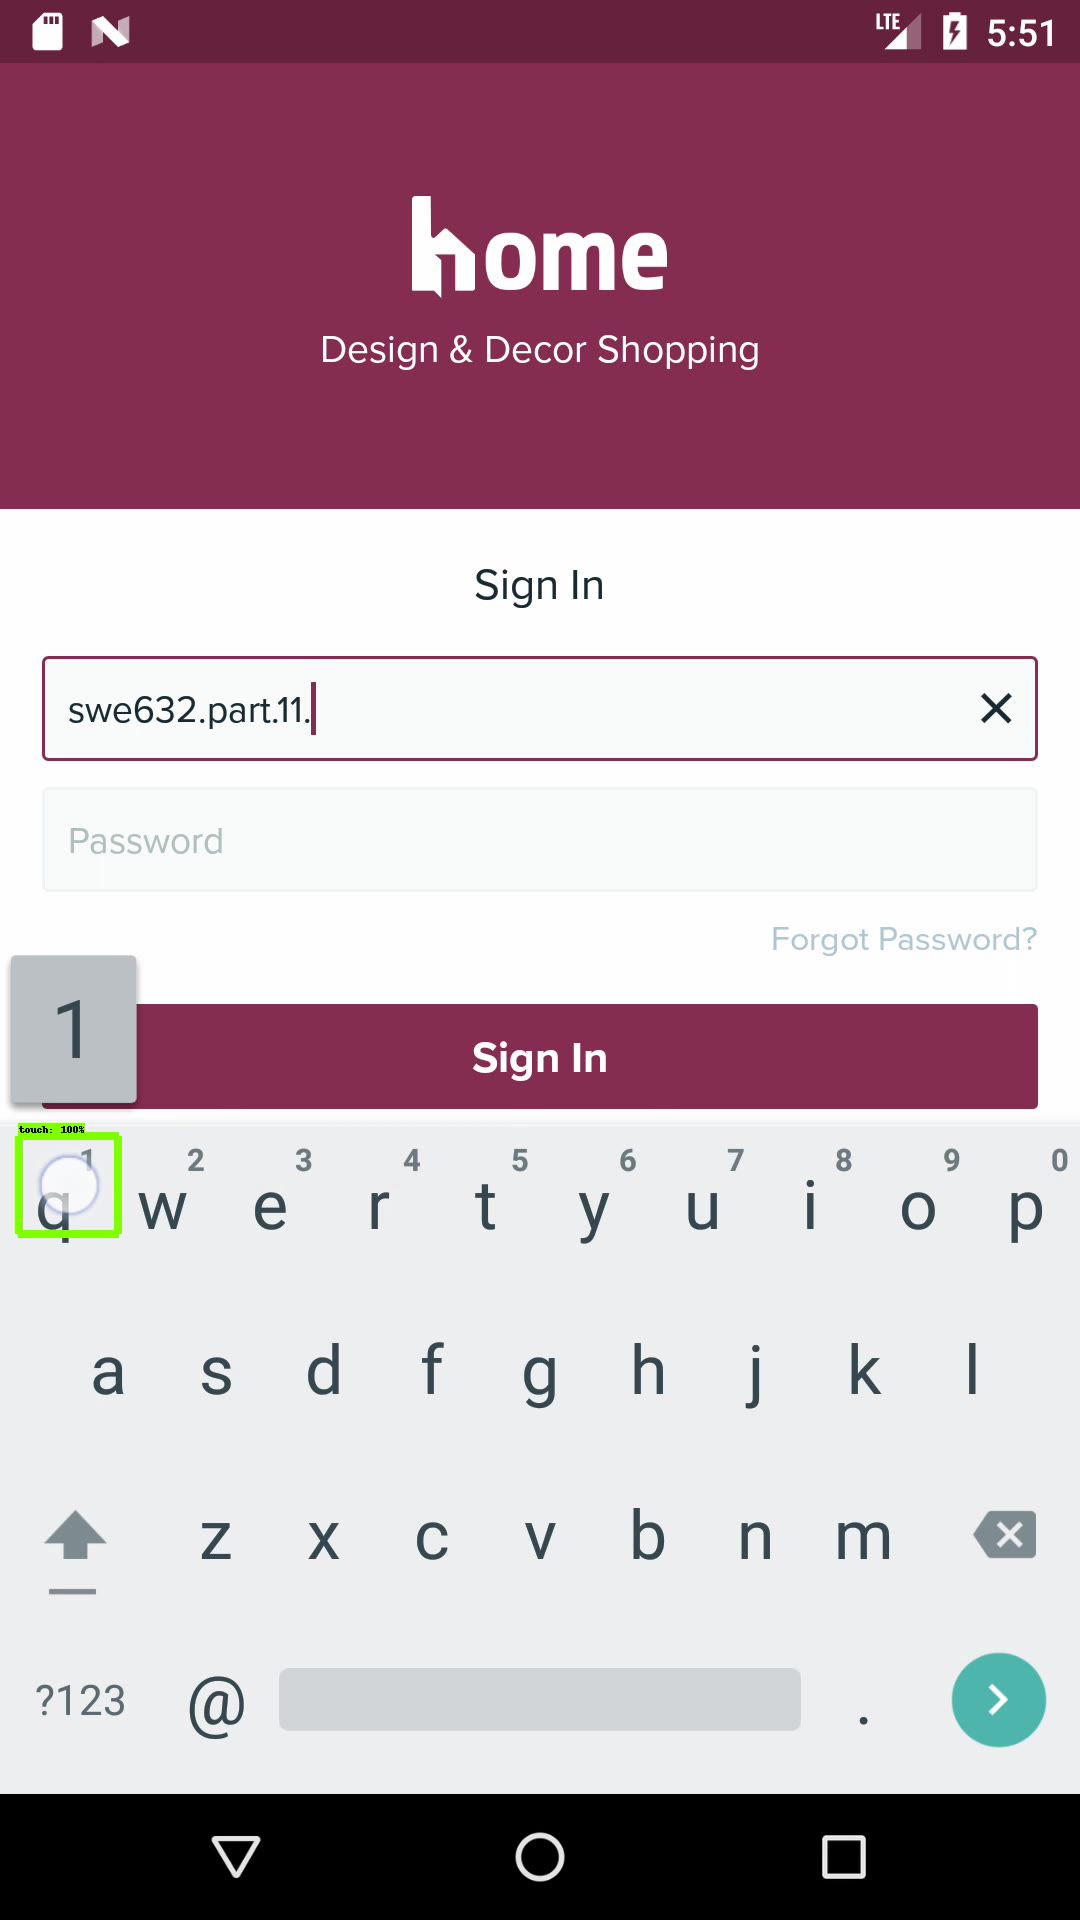 LTE 5:51
home
Design & Decor Shopping
Sign In
swe632.part.11.
Password
Forgot Password?
1
Sign In
touch: 100%
1 2 3 4 5 6 7 8 9 0
q w e r t y u i o p
a s d f g h j k l
z x c v b n m
?123 @ .